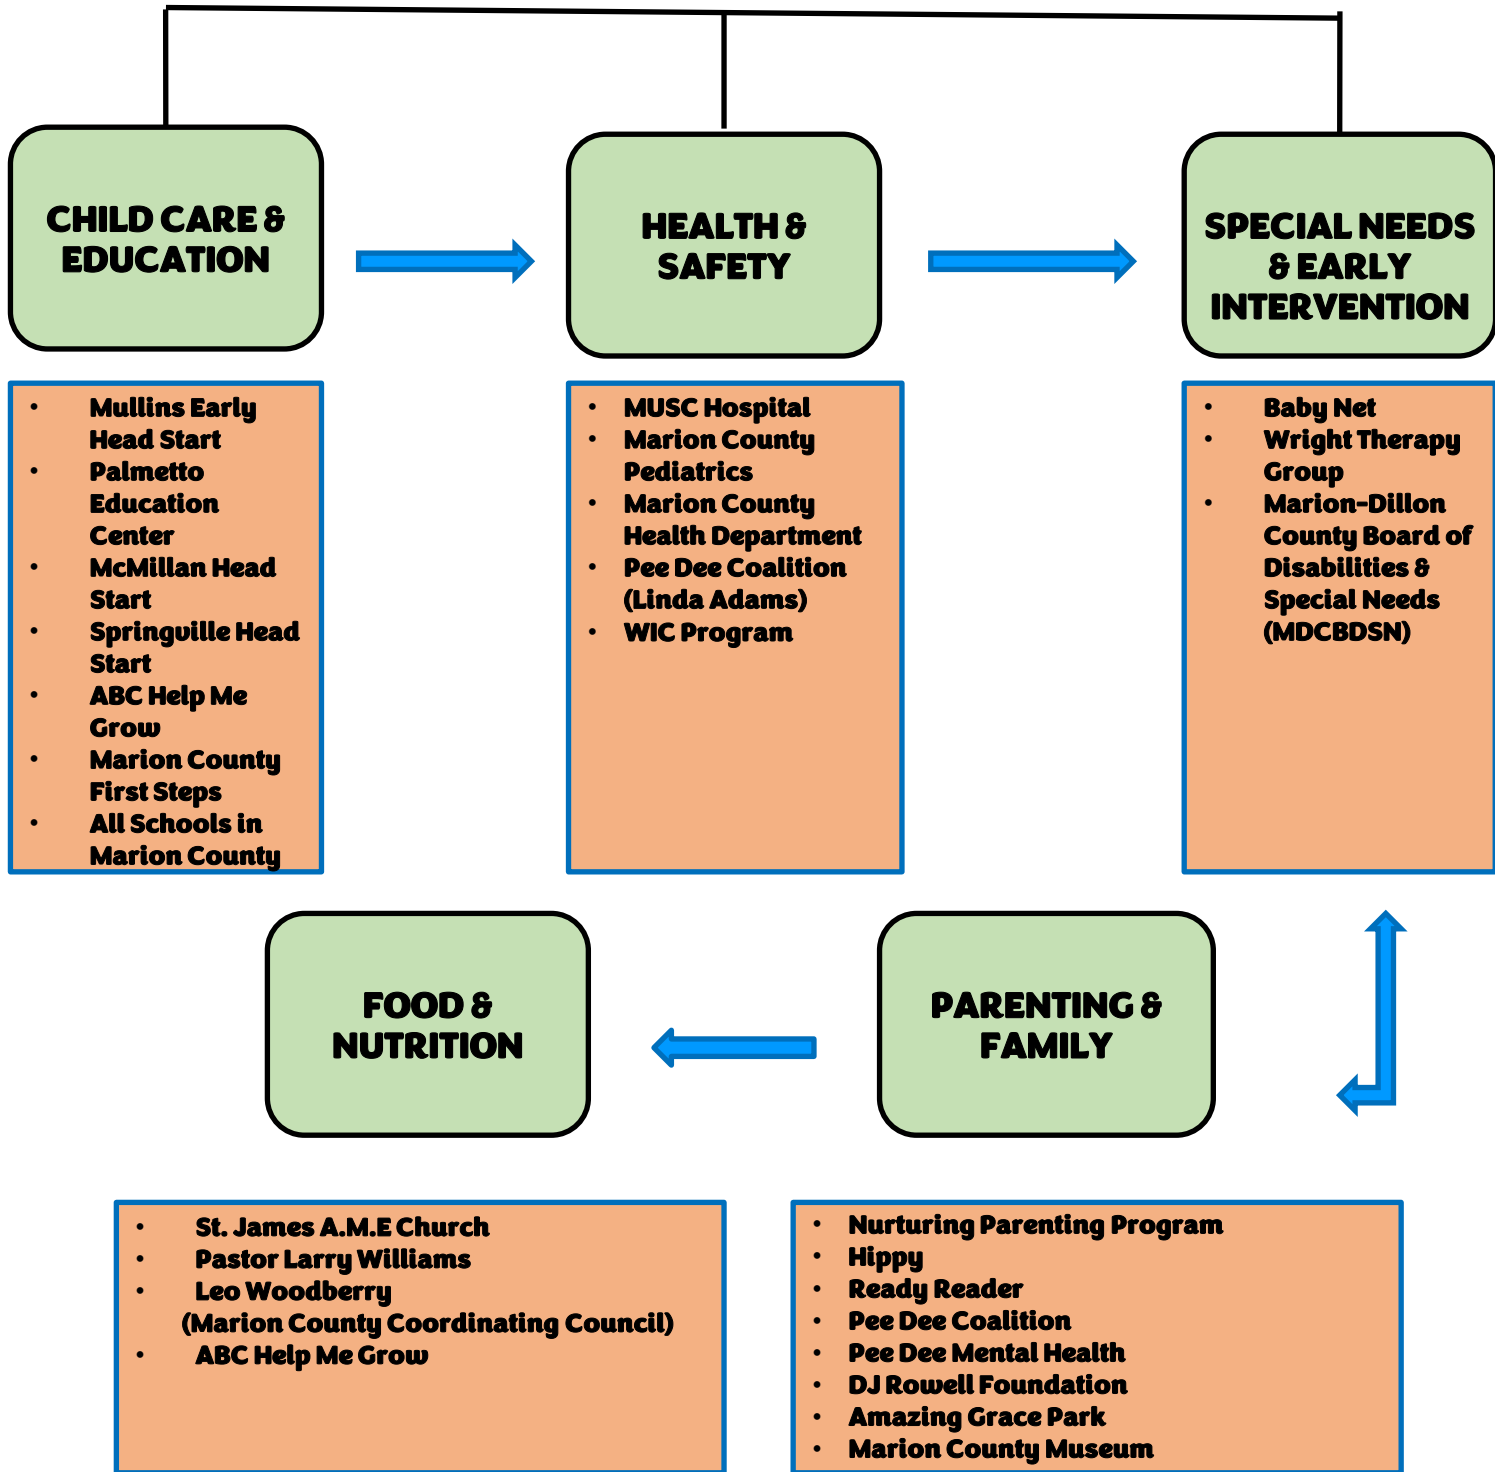 CHILD CARE &
EDUCATION
HEALTH &
SAFETY
SPECIAL NEEDS
& EARLY
INTERVENTION
• Mullins Early
Head Start
• Palmetto
Education
Center
• McMillan Head
Start
• Springville Head
Start
• ABC Help Me
Grow
• Marion County
First Steps
• All Schools in
Marion County
• MUSC Hospital
• Marion County
Pediatrics
• Marion County
Health Department
• Pee Dee Coalition
(Linda Adams)
• WIC Program
• Baby Net
• Wright Therapy
Group
• Marion-Dillon
County Board of
Disabilities &
Special Needs
(MDCBDSN)
FOOD &
NUTRITION
PARENTING &
FAMILY
• St. James A.M.E Church
• Pastor Larry Williams
• Leo Woodberry
(Marion County Coordinating Council)
• ABC Help Me Grow
• Nurturing Parenting Program
• Hippy
• Ready Reader
• Pee Dee Coalition
• Pee Dee Mental Health
• DJ Rowell Foundation
• Amazing Grace Park
• Marion County Museum